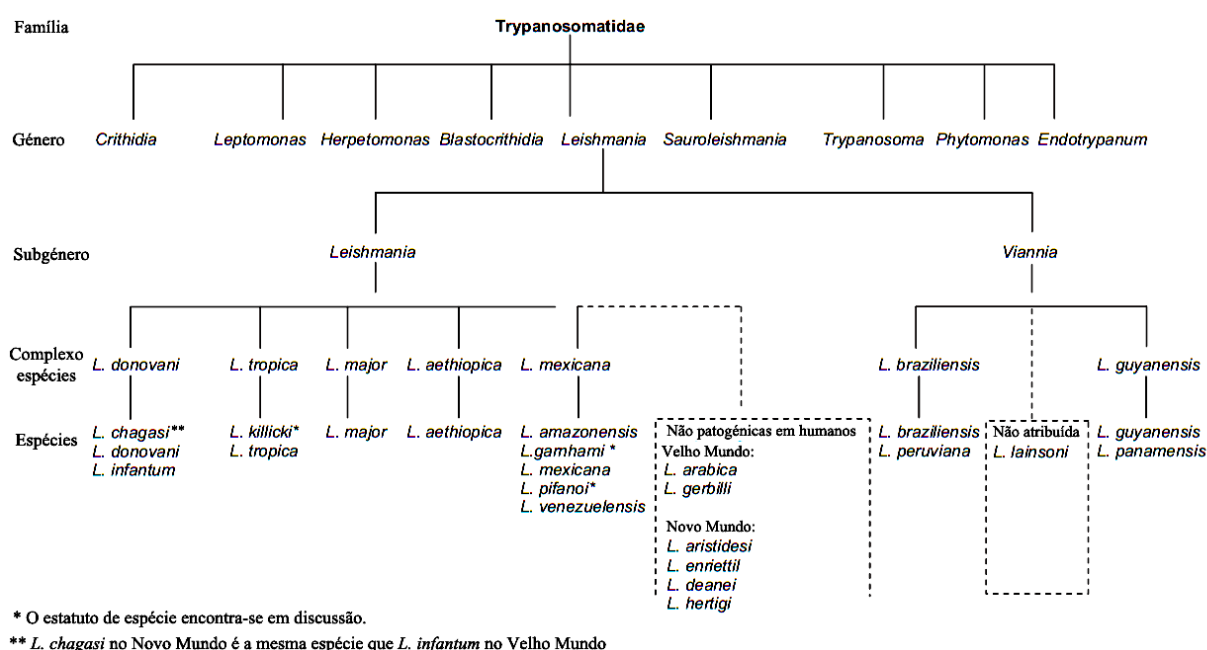 Família
Trypanosomatidae
Género
Crithidia Leptomonas Herpetomonas Blastocrithidia Leishmania Sauroleishmania Trypanosoma Phytomonas Endotrypanum
Subgénero
Leishmania Viannia
Complexo
espécies
L. donovani L. tropica L. major L. aethiopica L. mexicana L. braziliensis L. guyanensis
Espécies
L. chagasi**
L. donovani
L. infantum
L. killicki*
L. tropica
L. major
L. aethiopica
L. amazonensis
L.garnhami *
L. mexicana
L. pifanoi*
L. venezuelensis
Não patogénicas em humanos
Velho Mundo:
L. arabica
L. gerbilli
Novo Mundo:
L. aristidesi
L. enriettil
L. deanei
L. hertigi
L. braziliensis
L. peruviana
Não atribuída
L. lainsoni
L. guyanensis
L. panamensis
* O estatuto de espécie encontra-se em discussão.
** L. chagasi no Novo Mundo é a mesma espécie que L. infantum no Velho Mundo